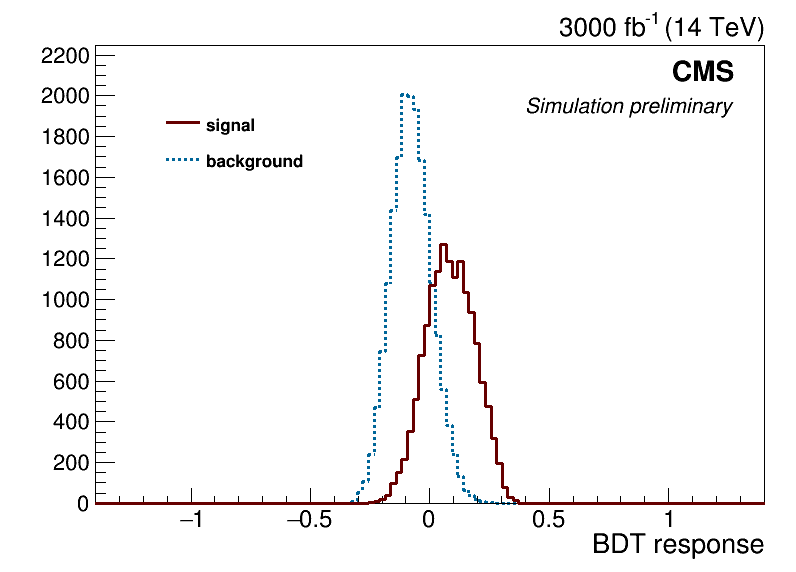 3000 fb-1 (14 TeV)
CMS
Simulation preliminary
signal
background
2200
2000
1800
1600
1400
1200
1000
800
600
400
200
0
−1 −0.5 0 0.5 1
BDT response